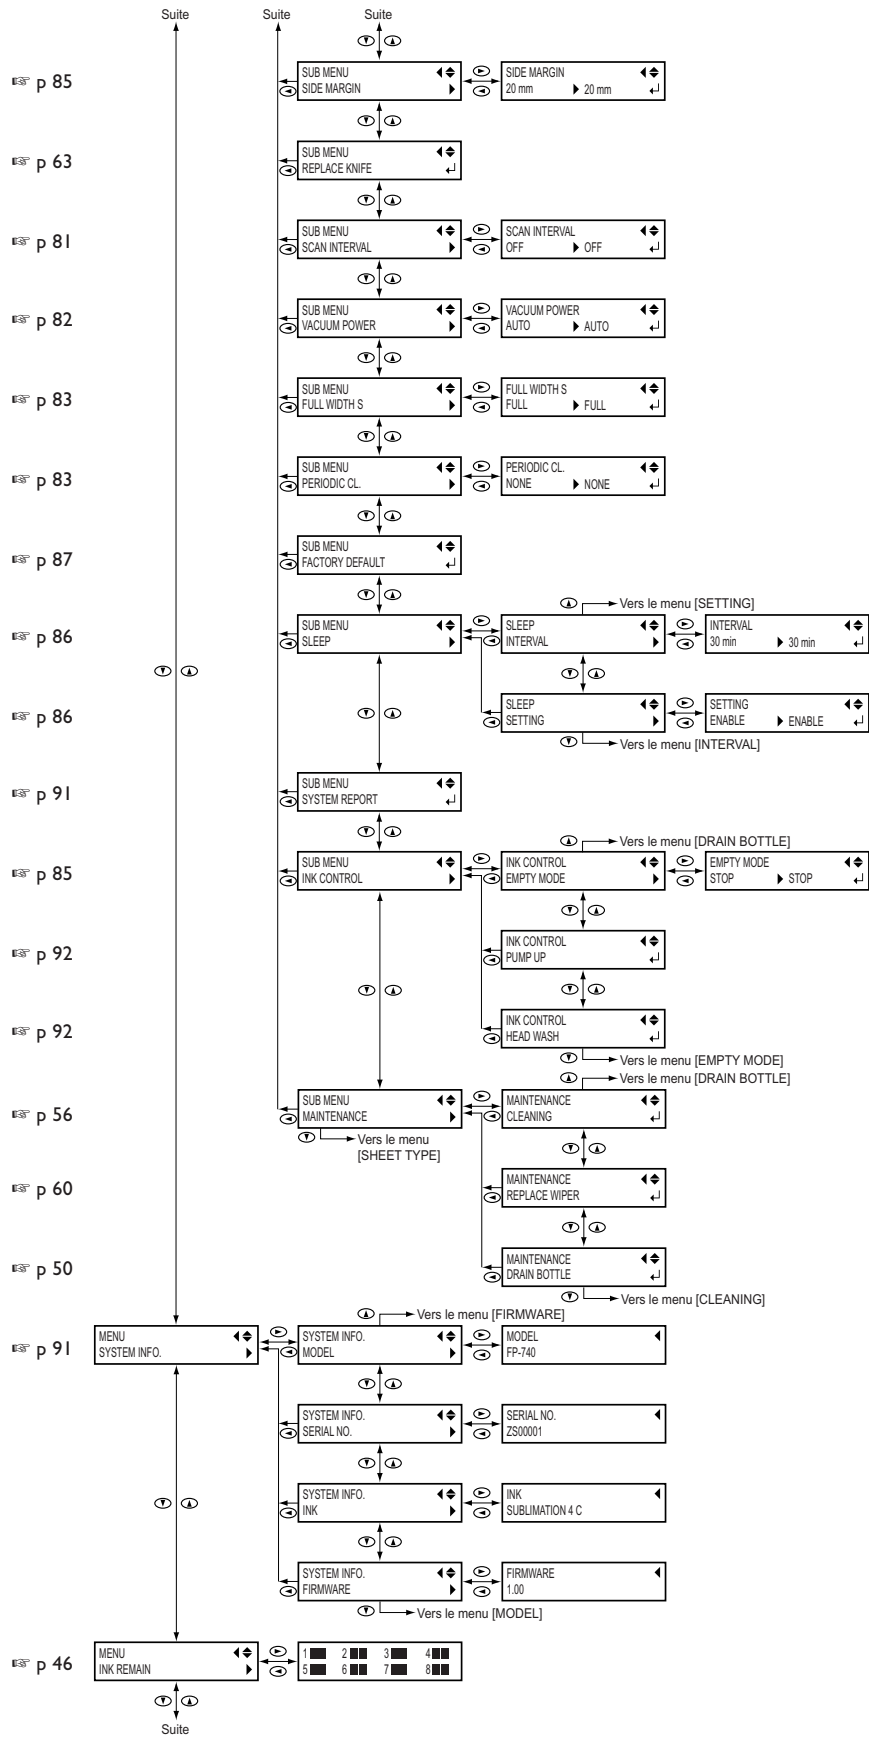 Suite Suite Suite
☞ p 85
SUB MENU
SIDE MARGIN
SIDE MARGIN
20 mm 20 mm
☞ p 63
SUB MENU
REPLACE KNIFE
☞ p 81
SUB MENU
SCAN INTERVAL
SCAN INTERVAL
OFF OFF
☞ p 82
SUB MENU
VACUUM POWER
VACUUM POWER
AUTO AUTO
☞ p 83
SUB MENU
FULL WIDTH S
FULL WIDTH S
FULL FULL
☞ p 83
SUB MENU
PERIODIC CL.
PERIODIC CL.
NONE NONE
☞ p 87
SUB MENU
FACTORY DEFAULT
Vers le menu [SETTING]
☞ p 86
SUB MENU
SLEEP
SLEEP
INTERVAL
INTERVAL
30 min 30 min
☞ p 86
SLEEP
SETTING
SETTING
ENABLE ENABLE
Vers le menu [INTERVAL]
☞ p 91
SUB MENU
SYSTEM REPORT
Vers le menu [DRAIN BOTTLE]
☞ p 85
SUB MENU
INK CONTROL
INK CONTROL
EMPTY MODE
EMPTY MODE
STOP STOP
☞ p 92
INK CONTROL
PUMP UP
☞ p 92
INK CONTROL
HEAD WASH
Vers le menu [EMPTY MODE]
Vers le menu [DRAIN BOTTLE]
☞ p 56
SUB MENU
MAINTENANCE
MAINTENANCE
CLEANING
Vers le menu
[SHEET TYPE]
☞ p 60
MAINTENANCE
REPLACE WIPER
☞ p 50
MAINTENANCE
DRAIN BOTTLE
Vers le menu [CLEANING]
Vers le menu [FIRMWARE]
☞ p 91
MENU
SYSTEM INFO.
SYSTEM INFO.
MODEL
MODEL
FP-740
SYSTEM INFO.
SERIAL NO.
SERIAL NO.
ZS00001
SYSTEM INFO.
INK
INK
SUBLIMATION 4 C
SYSTEM INFO.
FIRMWARE
FIRMWARE
1.00
Vers le menu [MODEL]
☞ p 46
MENU
INK REMAIN
1 2 3 4
5 6 7 8
Suite